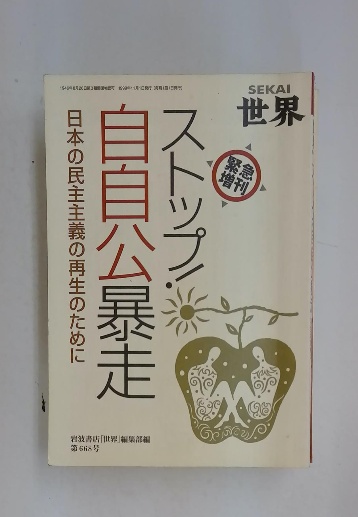 SEKAI
世界
緊急
増刊
ストップ!
自自公暴走
日本の民主主義の再生のために
岩波書店「世界」編集部編
第668号